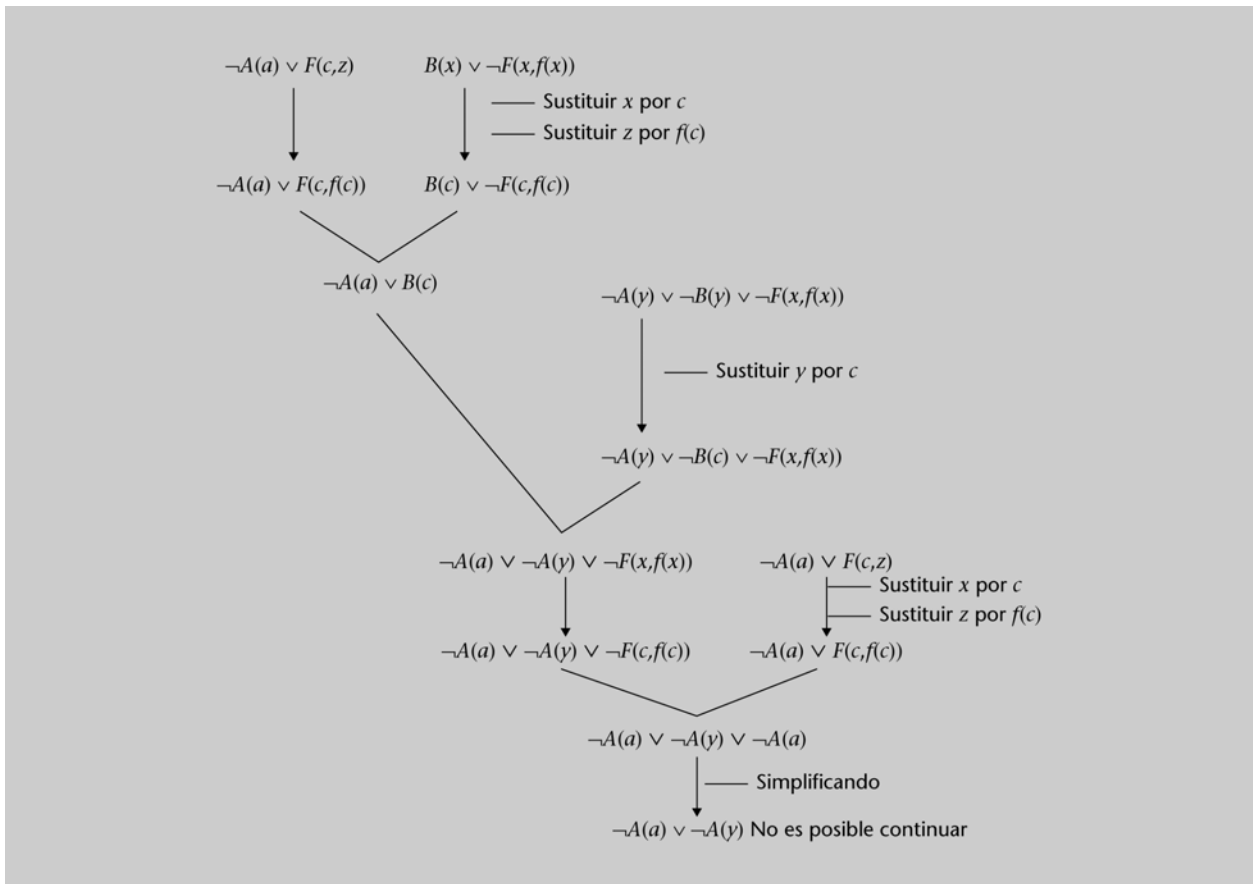 ¬A(a) ∨ F(c,z) B(x) ∨ ¬F(x,f(x))
Sustituir x por c
Sustituir z por f(c)
¬A(a) ∨ F(c,f(c)) B(c) ∨ ¬F(c,f(c))
¬A(a) ∨ B(c)
¬A(y) ∨ ¬B(y) ∨ ¬F(x,f(x))
Sustituir y por c
¬A(y) ∨ ¬B(c) ∨ ¬F(x,f(x))
¬A(a) ∨ ¬A(y) ∨ ¬F(x,f(x)) ¬A(a) ∨ F(c,z)
Sustituir x por c
Sustituir z por f(c)
¬A(a) ∨ ¬A(y) ∨ ¬F(c,f(c)) ¬A(a) ∨ F(c,f(c))
¬A(a) ∨ ¬A(y) ∨ ¬A(a)
Simplificando
¬A(a) ∨ ¬A(y) No es posible continuar